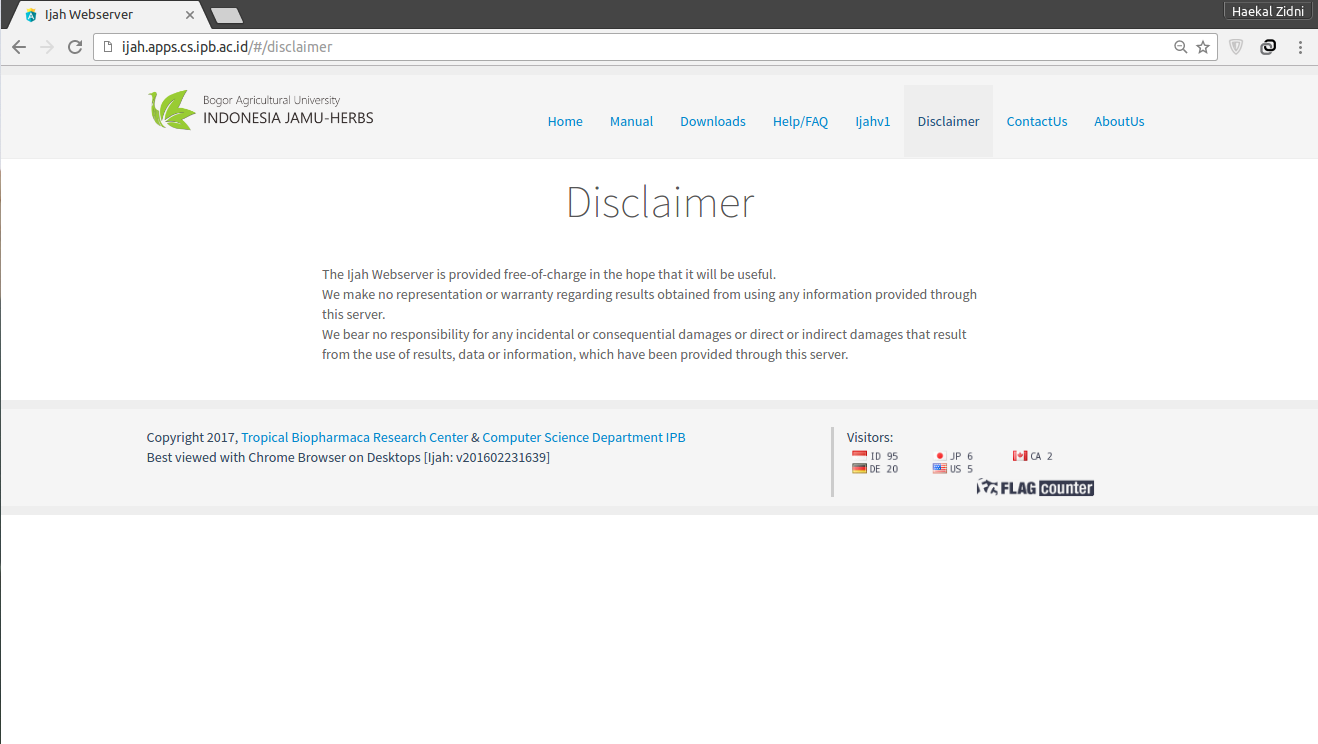 Ijah Webserver
Haekal Zidni
ijah.apps.cs.ipb.ac.id/#/disclaimer
Bogor Agricultural University
INDONESIA JAMU-HERBS
Home Manual Downloads Help/FAQ Ijahv1 Disclaimer ContactUs AboutUs
Disclaimer
The Ijah Webserver is provided free-of-charge in the hope that it will be useful.
We make no representation or warranty regarding results obtained from using any information provided through
this server.
We bear no responsibility for any incidental or consequential damages or direct or indirect damages that result
from the use of results, data or information, which have been provided through this server.
Copyright 2017, Tropical Biopharmaca Research Center & Computer Science Department IPB
Best viewed with Chrome Browser on Desktops [Ijah: v201602231639]
Visitors:
ID 95 JP 6 CA 2
DE 20 US 5
FLAG counter